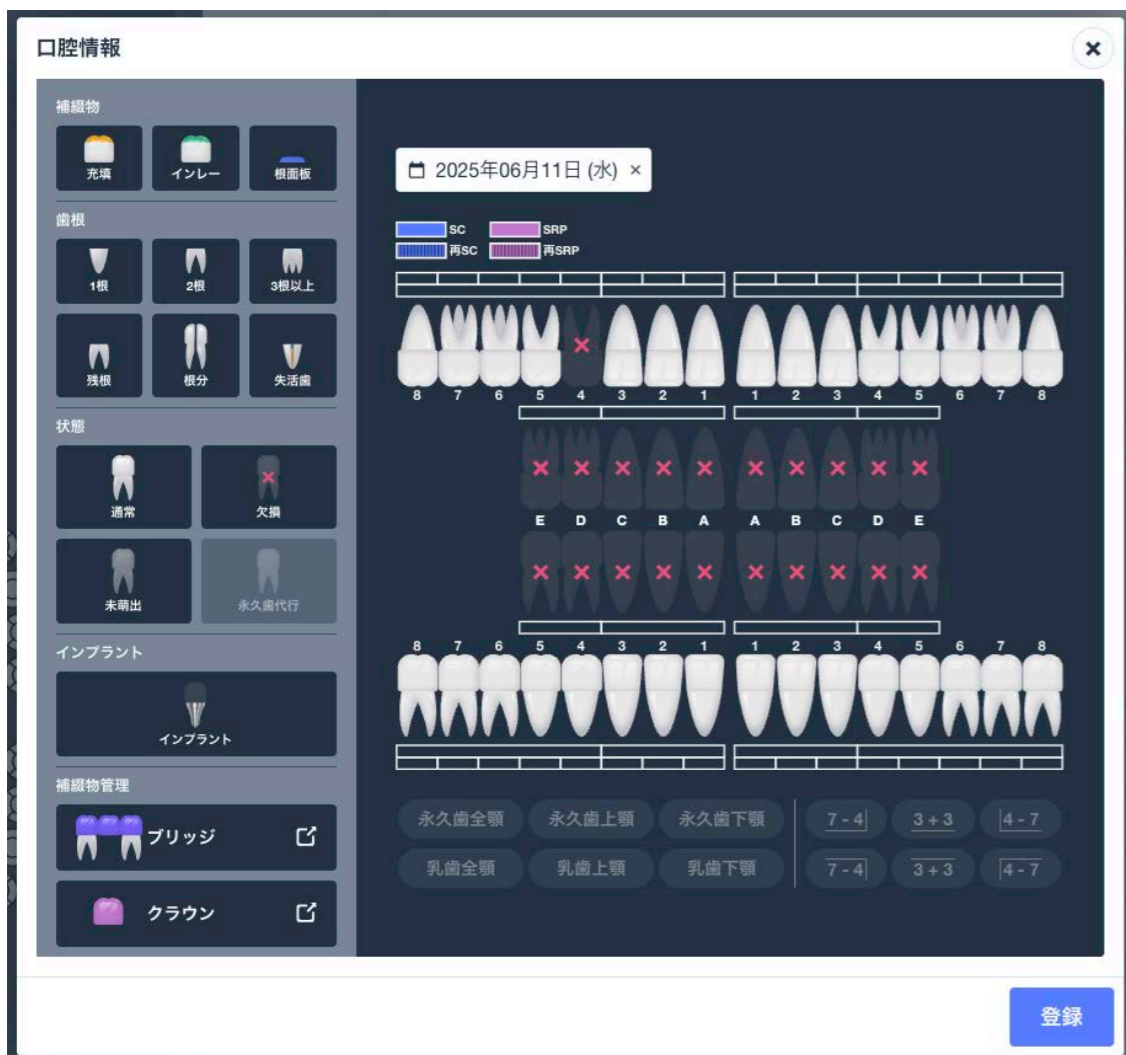 口腔情報
補綴物
充填 インレー 根面板
歯根
1根 2根 3根以上
残根 根分 失活歯
状態
通常 欠損
未萌出 永久歯代行
インプラント
インプラント
補綴物管理
ブリッジ
クラウン
2025年06月11日 (水) ×
SC SRP
再SC 再SRP
8 7 6 5 4 3 2 1 1 2 3 4 5 6 7 8
E D C B A A B C D E
8 7 6 5 4 3 2 1 1 2 3 4 5 6 7 8
永久歯全顎 永久歯上顎 永久歯下顎 7 - 4 3 + 3 4 - 7
乳歯全顎 乳歯上顎 乳歯下顎 7 - 4 3 + 3 4 - 7
登録